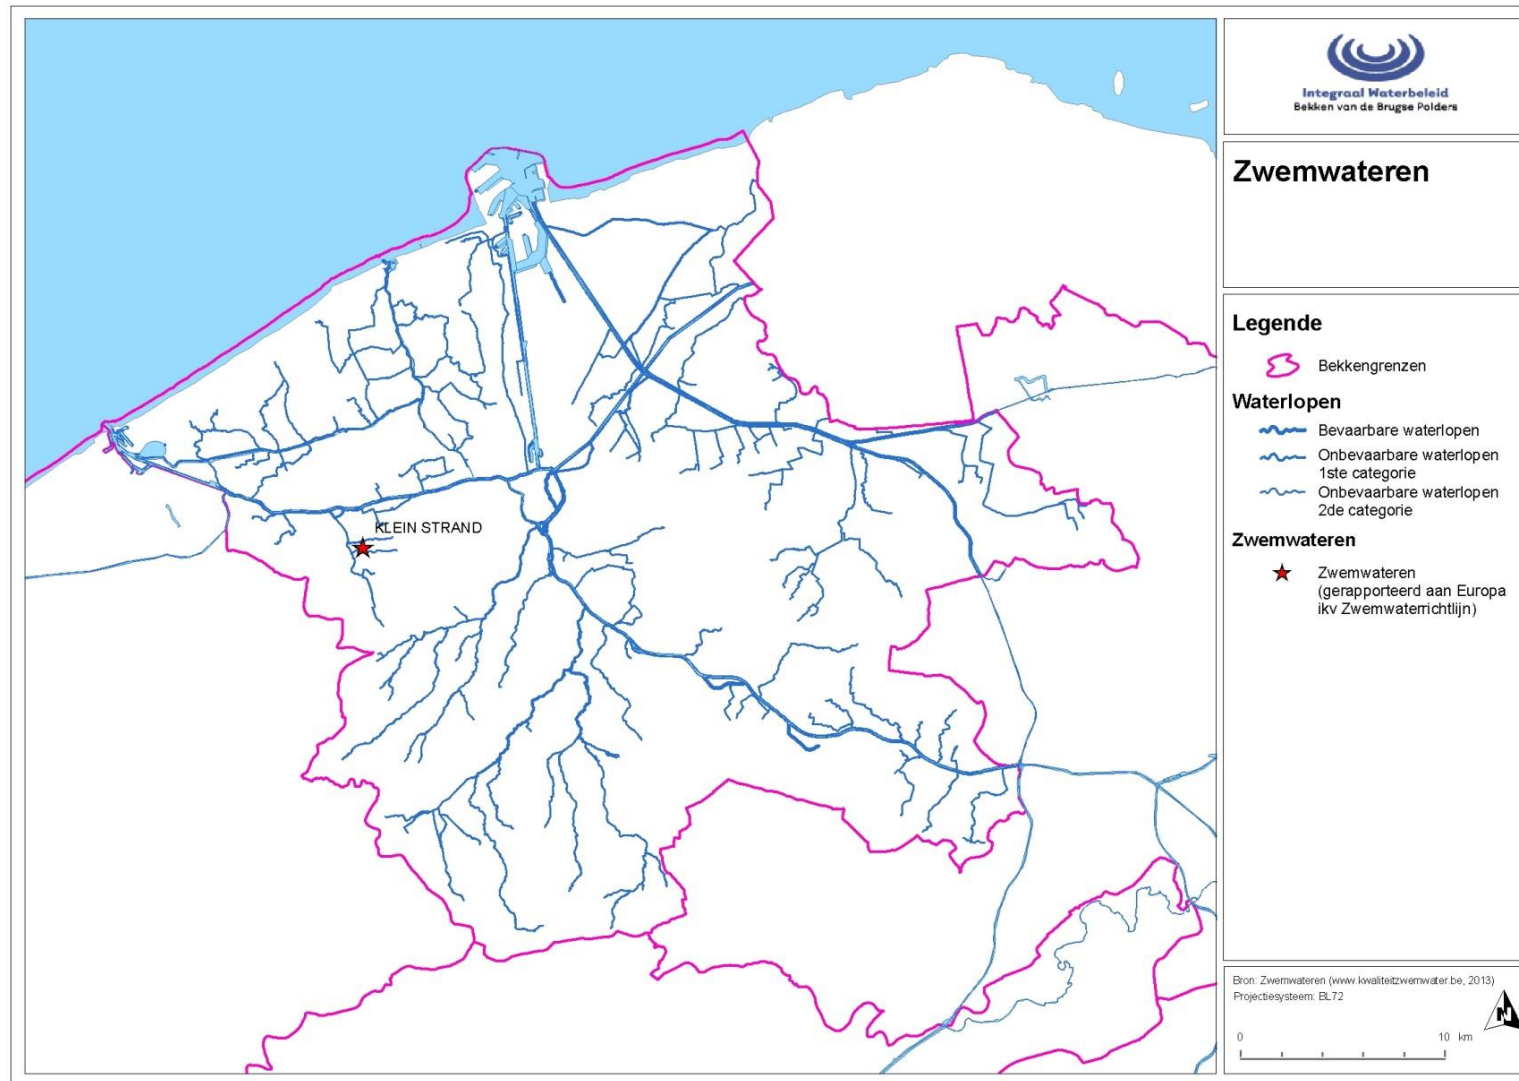 Integraal Waterbeleid
Bekken van de Brugse Polders
Zwemwateren
Legende
Bekkengrenzen
Waterlopen
Bevaarbare waterlopen
Onbevaarbare waterlopen
1ste categorie
Onbevaarbare waterlopen
2de categorie
Zwemwateren
Zwemwateren
(gerapporteerd aan Europa
ikv Zwemwaterrichtlijn)
KLEIN STRAND
Bron: Zwemwateren (www.kwaliteitzwemwater.be, 2013)
Projectiesysteem: BL72
N
0 10 km